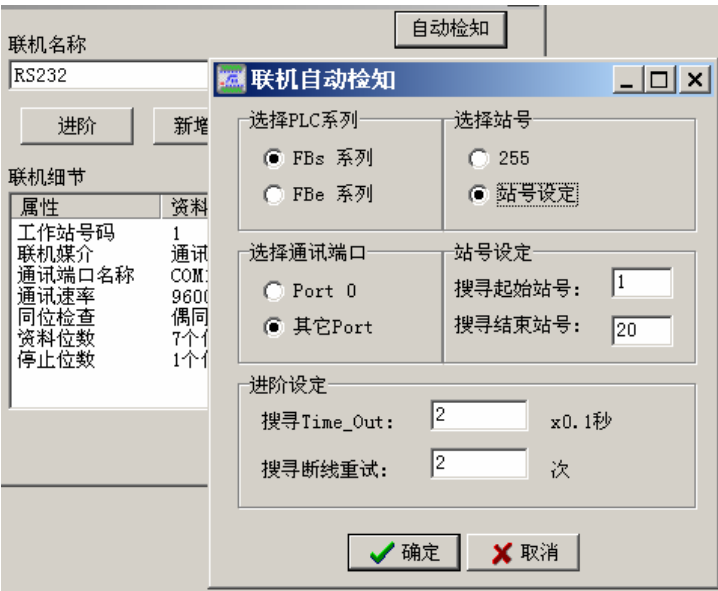 自动检知
联机名称
RS232
进阶
新增
联机细节
属性 资料
工作站号码 1
联机媒介 通讯
通讯端口名称 COM
通讯速率 9600
同位检查 偶同
资料位数 7个
停止位数 1个
联机自动检知
选择PLC系列
FBs 系列
FBe 系列
选择站号
255
站号设定
选择通讯端口
Port 0
其它Port
站号设定
搜寻起始站号: 1
搜寻结束站号: 20
进阶设定
搜寻Time_Out: 2 x0.1秒
搜寻断线重试: 2 次
确定
取消